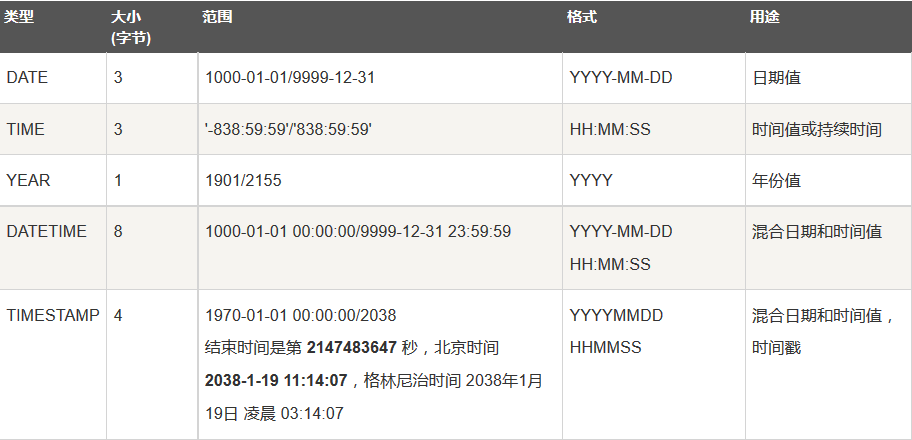 类型 大小 范围 格式 用途
(字节)
DATE 3 1000-01-01/9999-12-31 YYYY-MM-DD 日期值
TIME 3 '-838:59:59'/'838:59:59' HH:MM:SS 时间值或持续时间
YEAR 1 1901/2155 YYYY 年份值
DATETIME 8 1000-01-01 00:00:00/9999-12-31 23:59:59 YYYY-MM-DD 混合日期和时间值
HH:MM:SS
TIMESTAMP 4 1970-01-01 00:00:00/2038 YYYYMMDD 混合日期和时间值，
结束时间是第 2147483647 秒，北京时间 HHMMSS 时间戳
2038-1-19 11:14:07，格林尼治时间 2038年1月
19日 凌晨 03:14:07